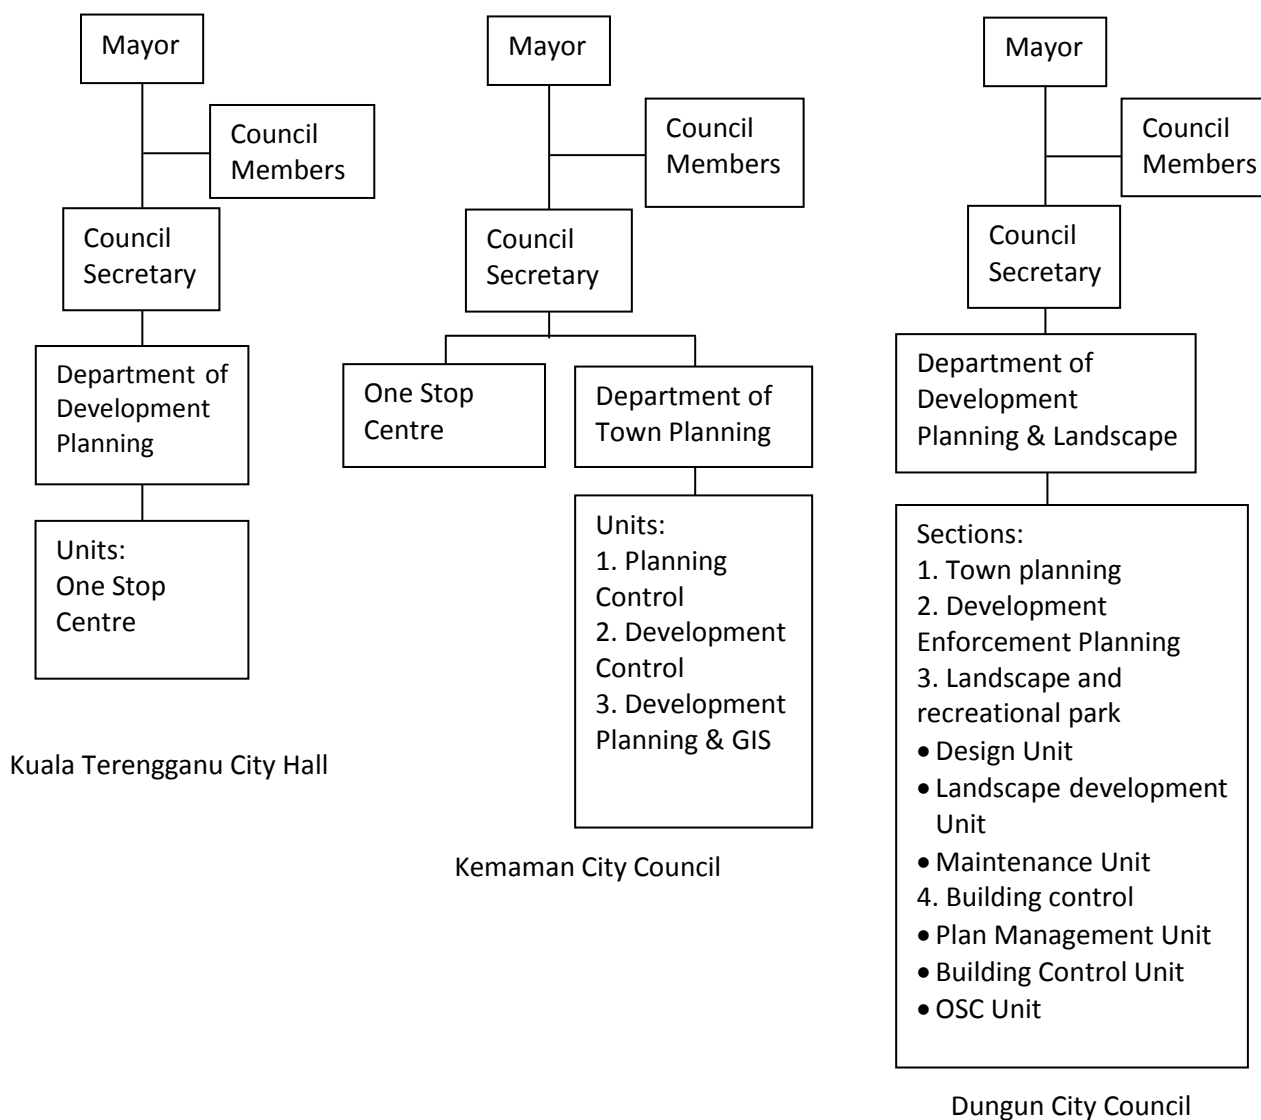 Mayor
Council
Members
Council
Secretary
Department of
Development
Planning
Units:
One Stop
Centre
Kuala Terengganu City Hall
Mayor
Council
Members
Council
Secretary
One Stop
Centre
Department of
Town Planning
Units:
1. Planning
Control
2. Development
Control
3. Development
Planning & GIS
Kemaman City Council
Mayor
Council
Members
Council
Secretary
Department of
Development
Planning & Landscape
Sections:
1. Town planning
2. Development
Enforcement Planning
3. Landscape and
recreational park
• Design Unit
• Landscape development
Unit
• Maintenance Unit
4. Building control
• Plan Management Unit
• Building Control Unit
• OSC Unit
Dungun City Council